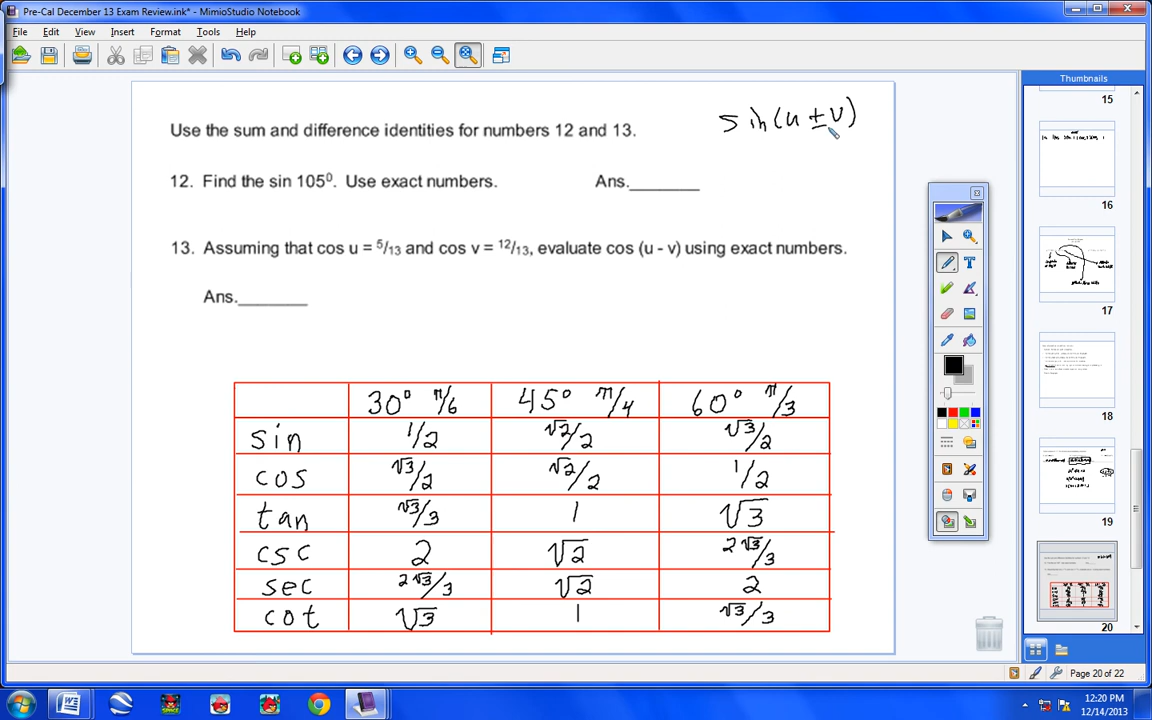 Pre-Cal December 13 Exam Review.ink* - MimioStudio Notebook
File Edit View Insert Format Tools Help
Thumbnails
sin(u ± v)
Use the sum and difference identities for numbers 12 and 13.
12. Find the sin 105⁰. Use exact numbers. Ans.________
13. Assuming that cos u = ⁵/₁₃ and cos v = ¹²/₁₃, evaluate cos (u - v) using exact numbers.
Ans.________
30° π/6 45° π/4 60° π/3
sin 1/2 √2/2 √3/2
cos √3/2 √2/2 1/2
tan √3/3 1 √3
csc 2 √2 2√3/3
sec 2√3/3 √2 2
cot √3 1 √3/3
15
16
17
18
19
20
Page 20 of 22
12:20 PM
12/14/2013